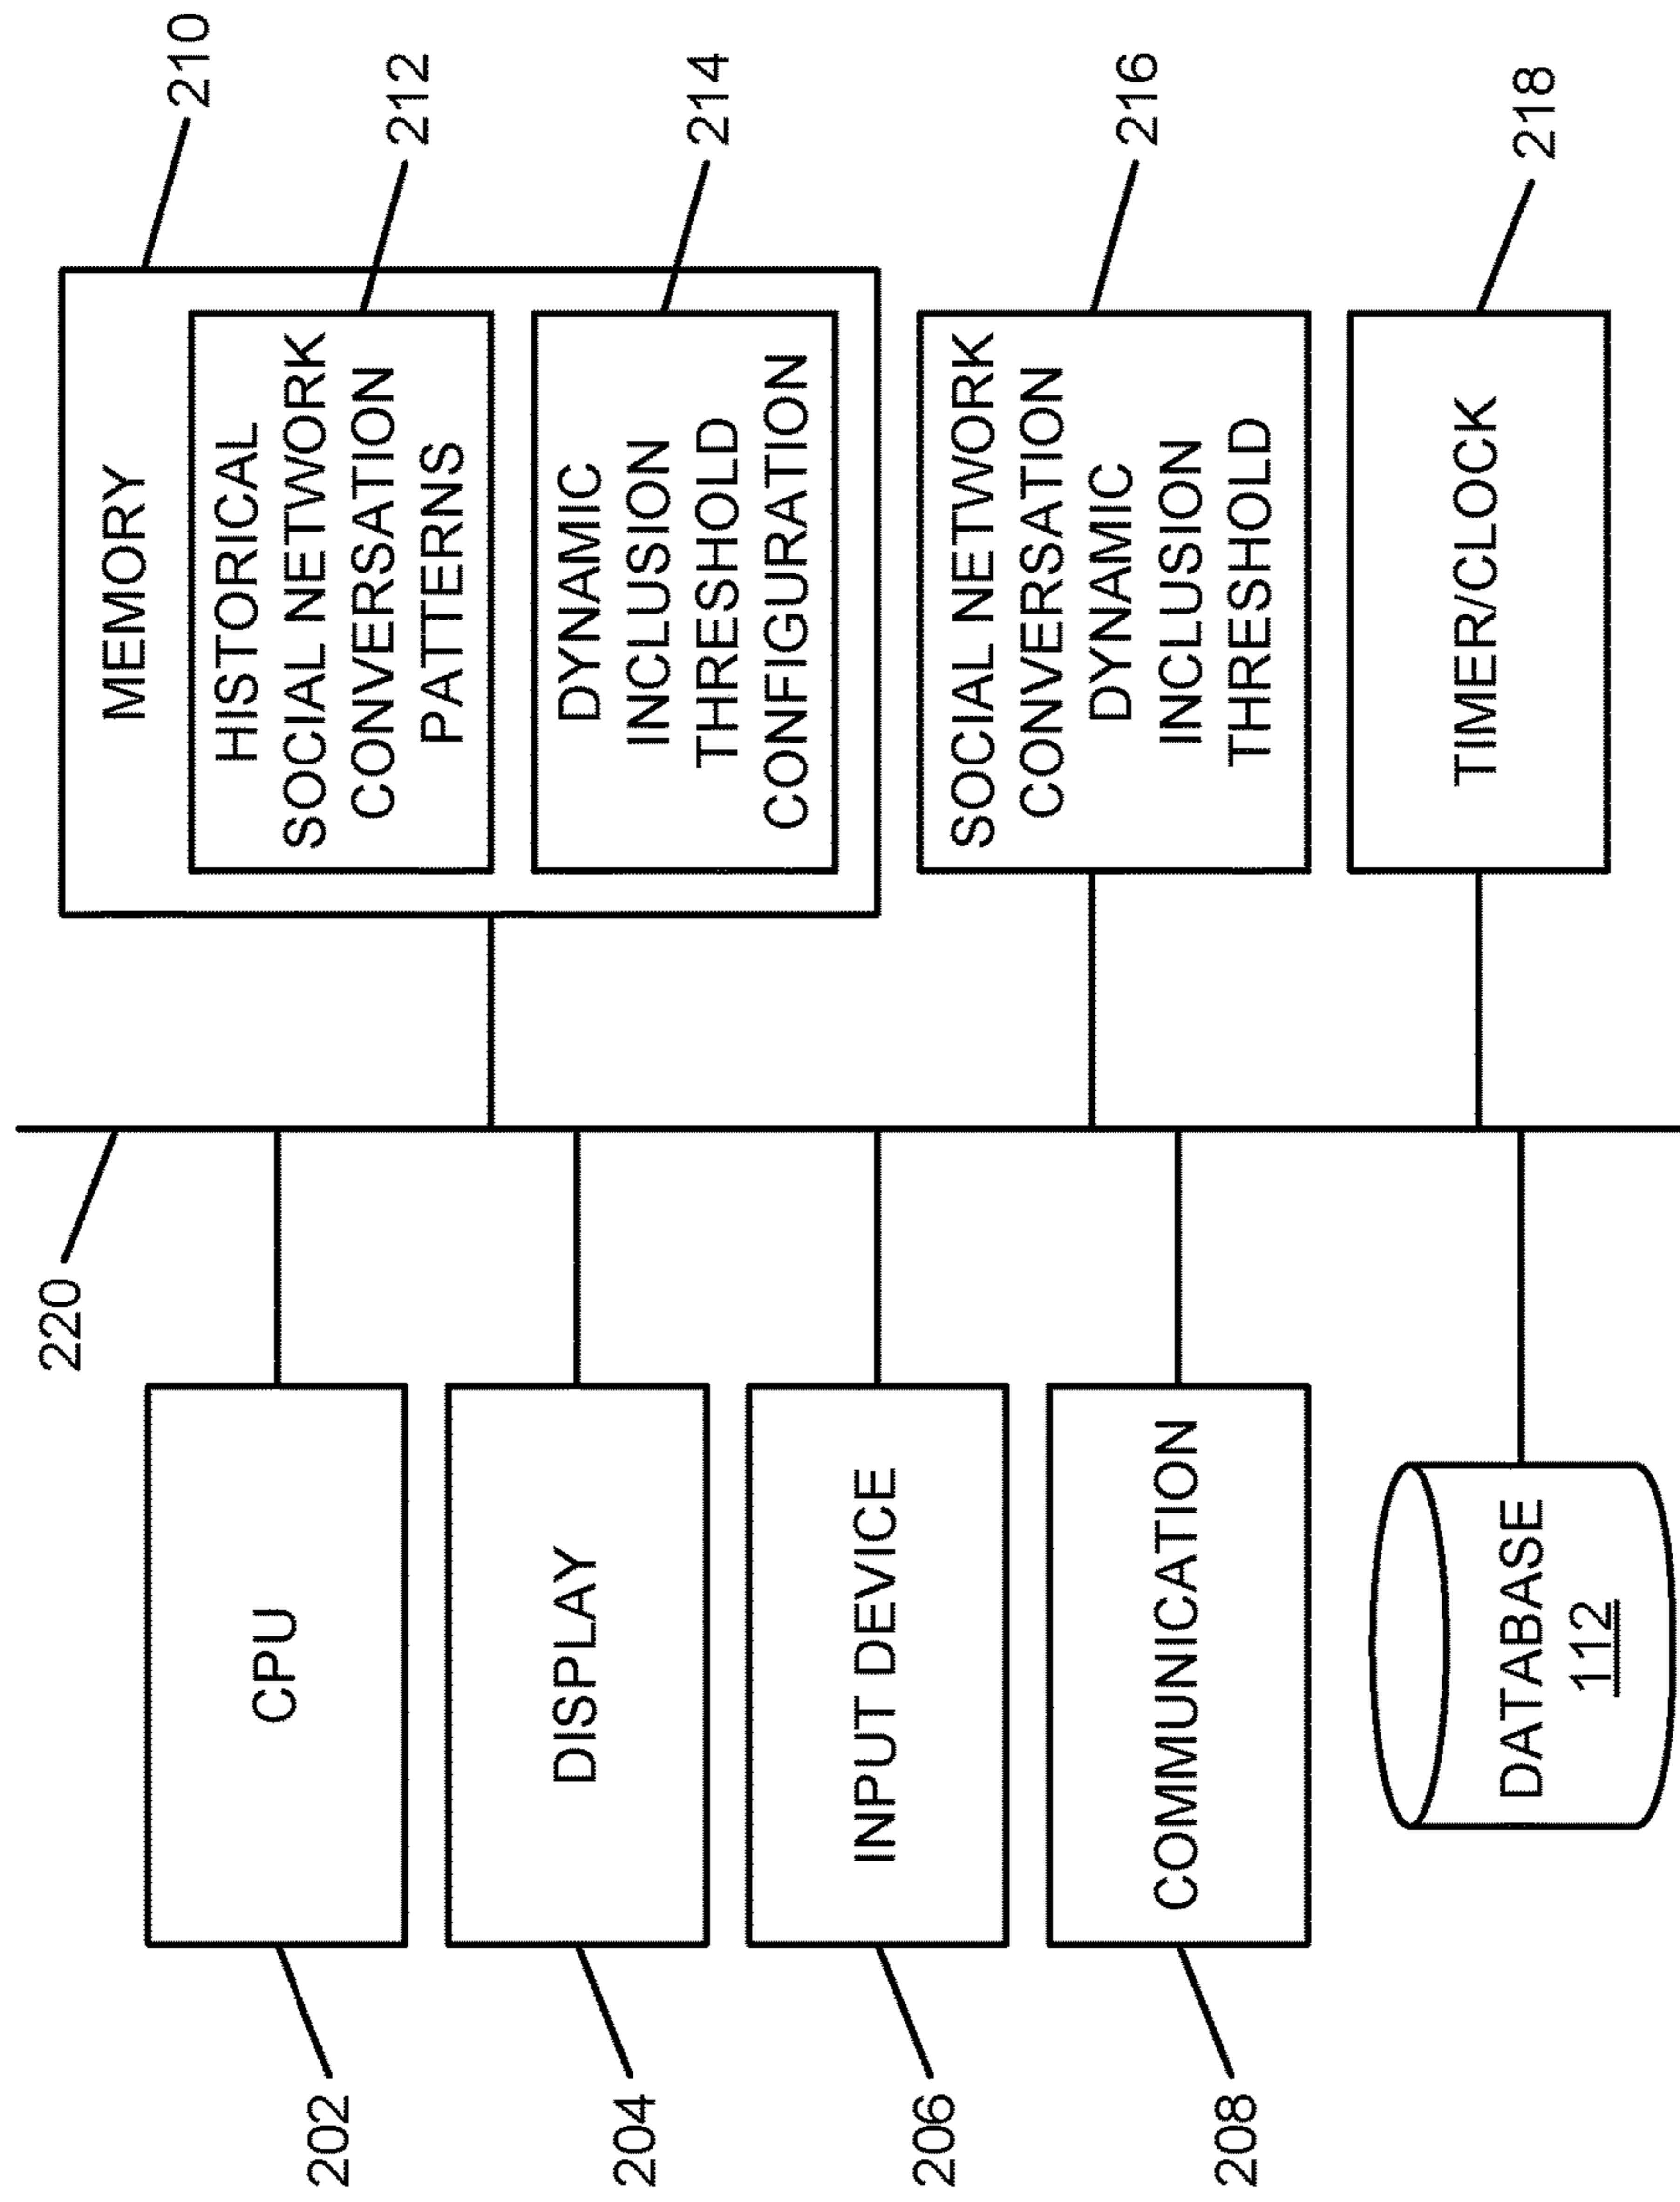 202
CPU
204
DISPLAY
206
INPUT DEVICE
208
COMMUNICATION
DATABASE
112
220
210
MEMORY
212
HISTORICAL
SOCIAL NETWORK
CONVERSATION
PATTERNS
214
DYNAMIC
INCLUSION
THRESHOLD
CONFIGURATION
216
SOCIAL NETWORK
CONVERSATION
DYNAMIC
INCLUSION
THRESHOLD
218
TIMER/CLOCK